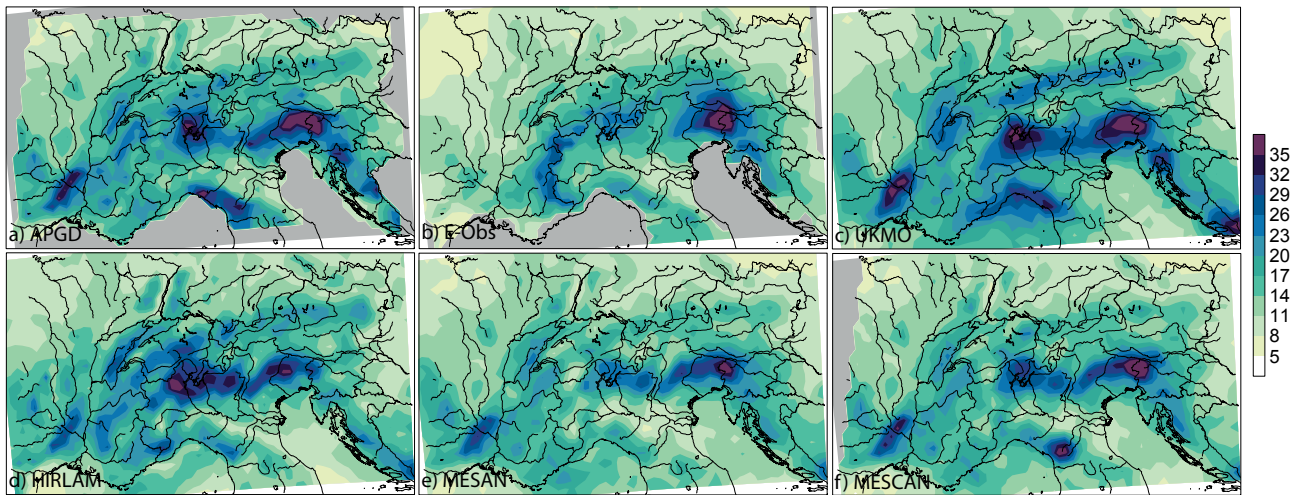 a) APGD
b) E-Obs
c) UKMO
35
32
29
26
23
20
17
14
11
8
5
d) HIRLAM
e) MESAN
f) MESCAN